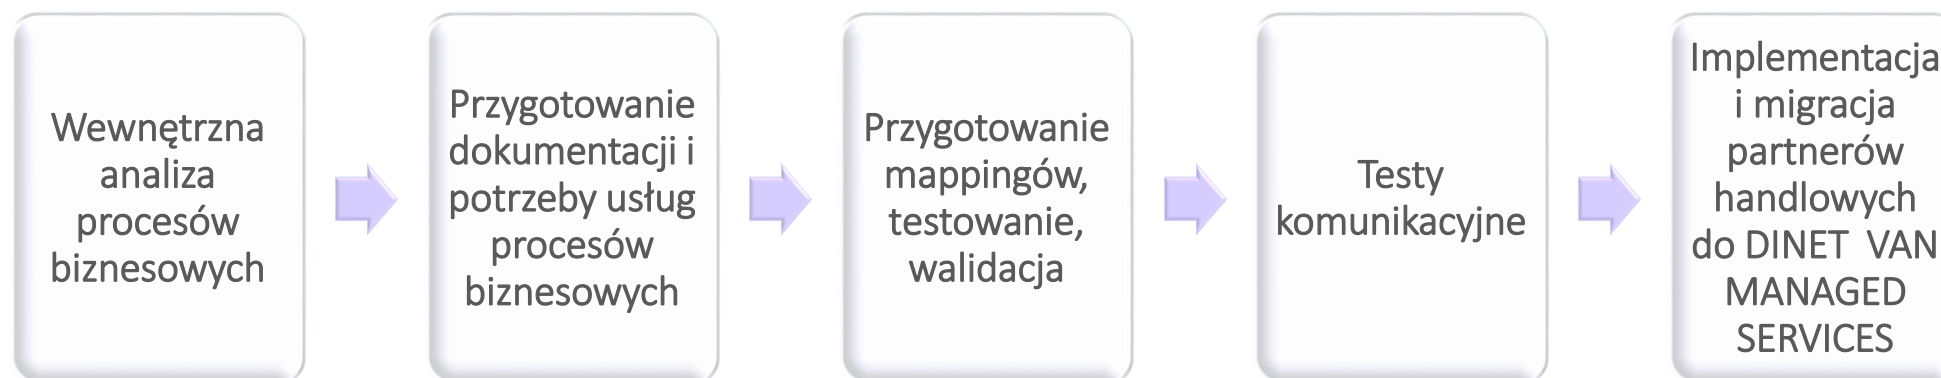 Wewnętrzna
analiza
procesów
biznesowych
Przygotowanie
dokumentacji i
potrzeby usług
procesów
biznesowych
Przygotowanie
mappingów,
testowanie,
walidacja
Testy
komunikacyjne
Implementacja
i migracja
partnerów
handlowych
do DINET VAN
MANAGED
SERVICES